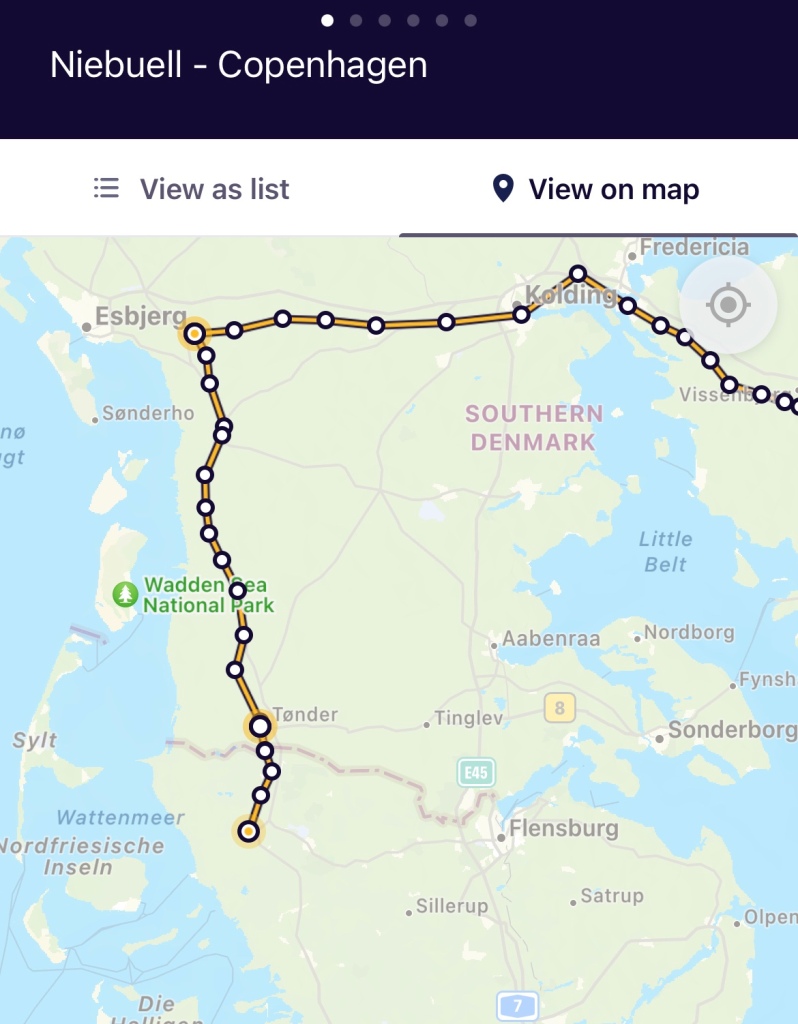 Niebuell - Copenhagen
View as list
View on map
Fredericia
Kolding
Esbjerg
Vissenb
Sønderho
SOUTHERN
DENMARK
nø
gt
Little
Belt
Wadden Sea
National Park
Aabenraa
Nordborg
Fynsh
8
Tønder
Tinglev
Sonderborg
Sylt
E45
Wattenmeer
Flensburg
Nordfriesische
Inseln
Satrup
Sillerup
Olpen
7
Die
Halligen